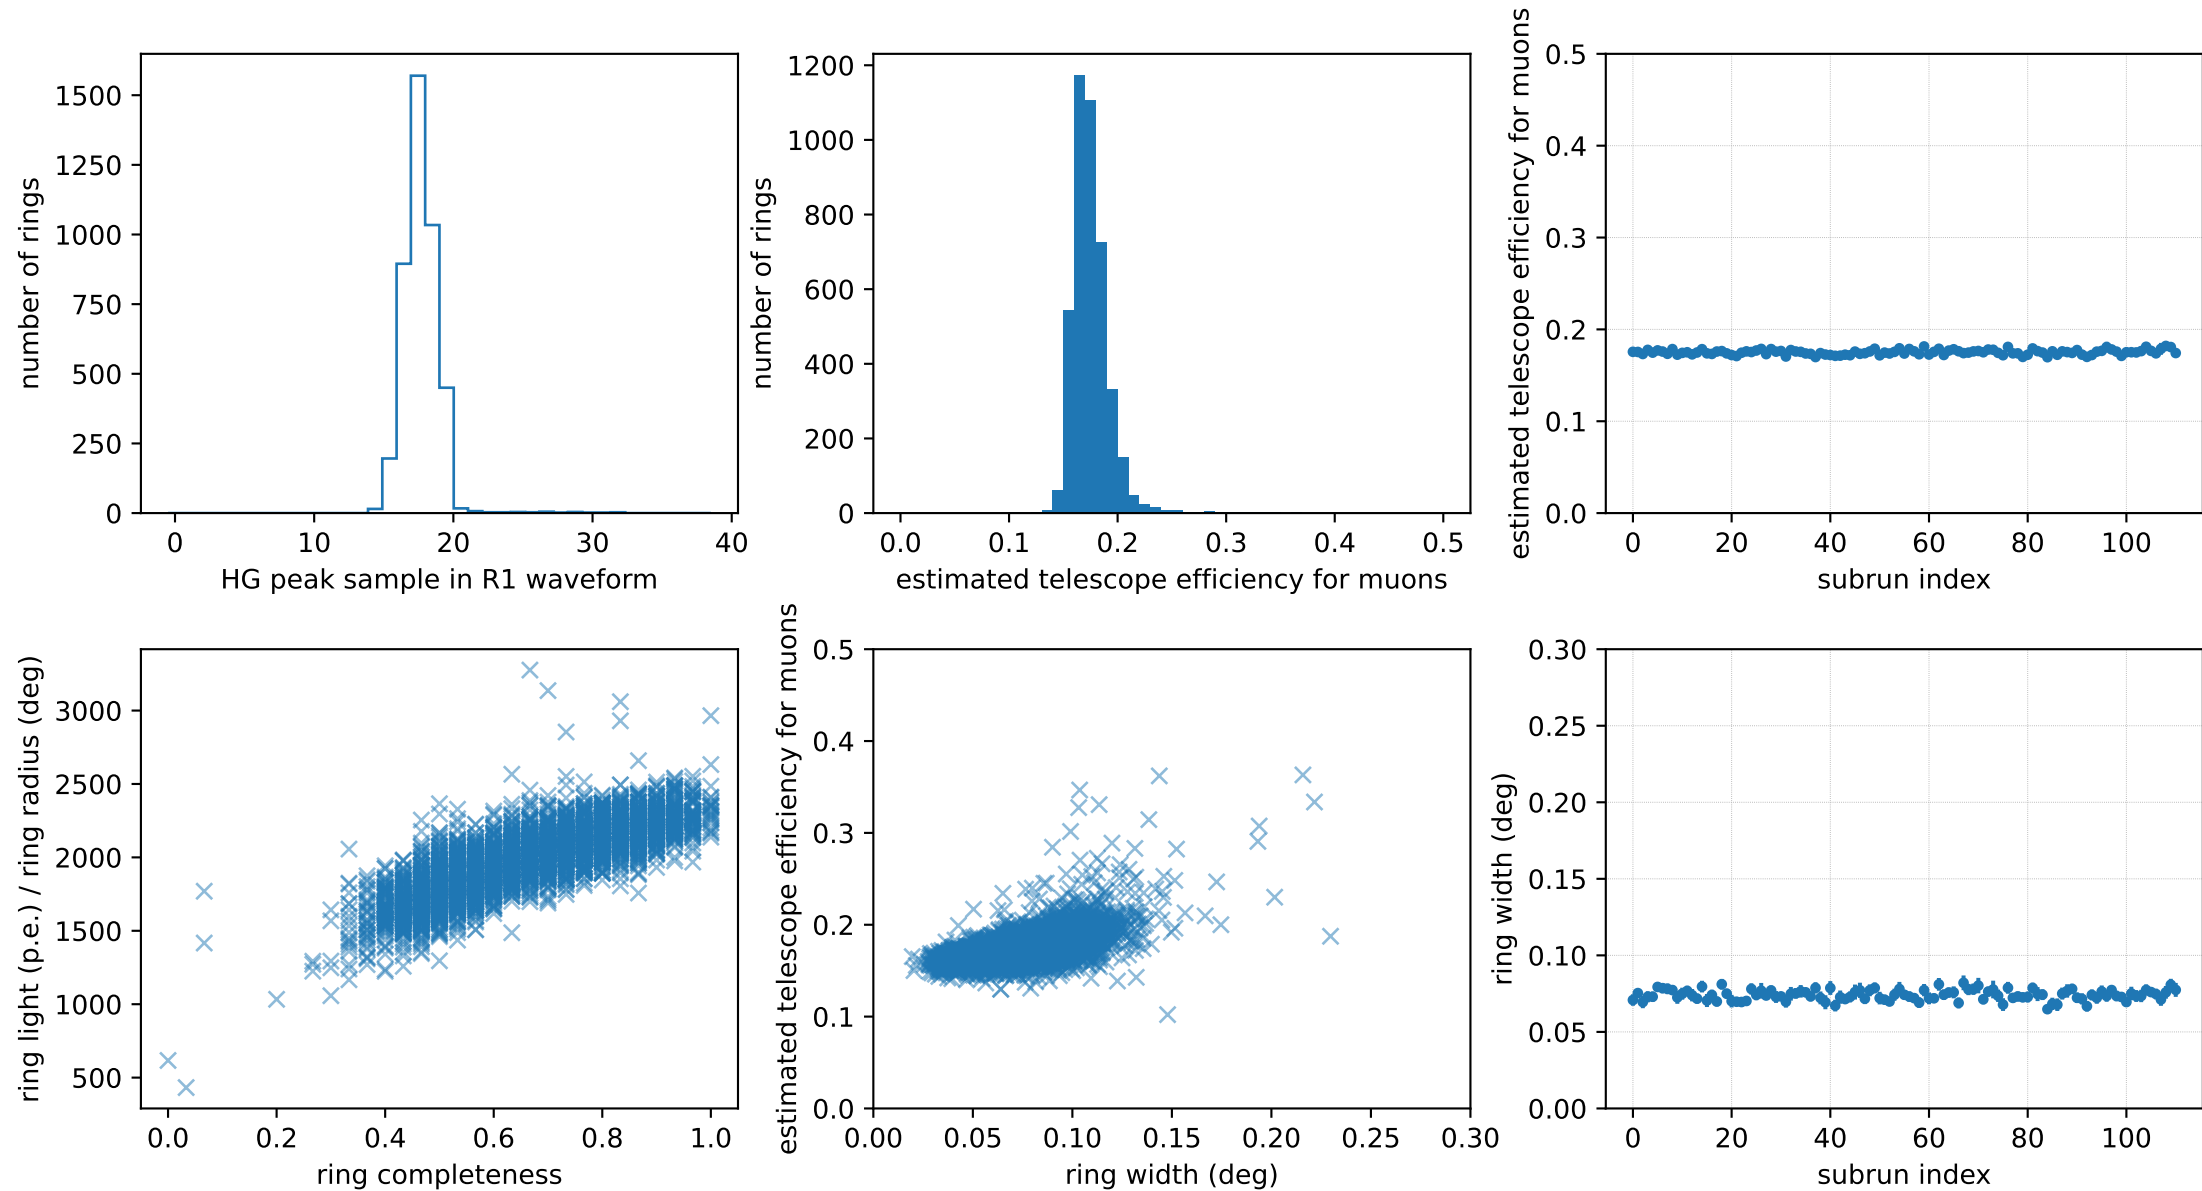 number of rings
1500
1250
1000
750
500
250
0
0 10 20 30 40
HG peak sample in R1 waveform
number of rings
1200
1000
800
600
400
200
0
0.0 0.1 0.2 0.3 0.4 0.5
estimated telescope efficiency for muons
estimated telescope efficiency for muons
0.5
0.4
0.3
0.2
0.1
0.0
0 20 40 60 80 100
subrun index
ring light (p.e.) / ring radius (deg)
3000
2500
2000
1500
1000
500
0.0 0.2 0.4 0.6 0.8 1.0
ring completeness
estimated telescope efficiency for muons
0.5
0.4
0.3
0.2
0.1
0.0
0.00 0.05 0.10 0.15 0.20 0.25 0.30
ring width (deg)
ring width (deg)
0.30
0.25
0.20
0.15
0.10
0.05
0.00
0 20 40 60 80 100
subrun index